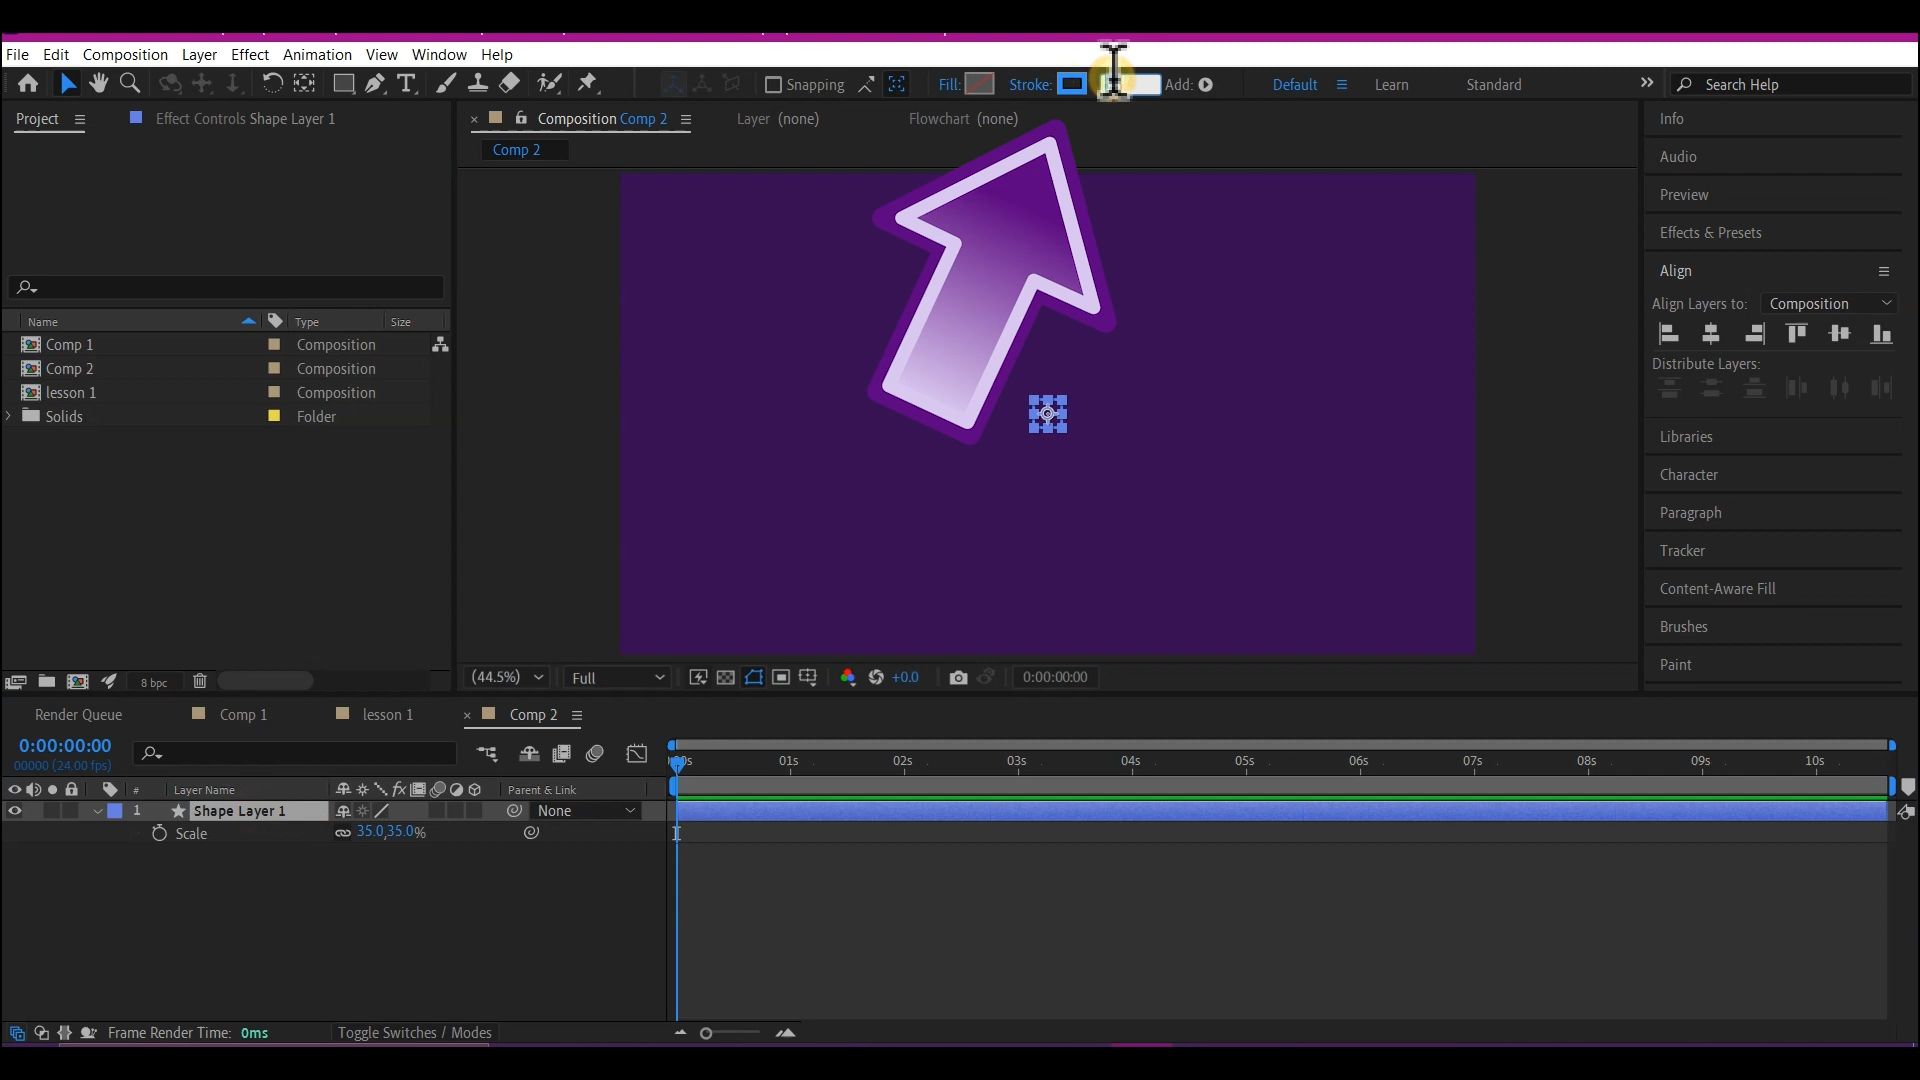 File Edit Composition Layer Effect Animation View Window Help
Snapping Fill: Stroke: Add: Default Learn Standard Search Help
Project Effect Controls Shape Layer 1
Composition Comp 2 Layer (none) Flowchart (none)
Comp 2
Name Type Size
Comp 1 Composition
Comp 2 Composition
lesson 1 Composition
Solids Folder
8 bpc
(44.5%) Full +0.0 0:00:00:00
Info
Audio
Preview
Effects & Presets
Align
Align Layers to: Composition
Distribute Layers:
Libraries
Character
Paragraph
Tracker
Content-Aware Fill
Brushes
Paint
Render Queue Comp 1 lesson 1 Comp 2
0:00:00:00
00000 (24.00 fps)
01s 02s 03s 04s 05s 06s 07s 08s 09s 10s
# Layer Name Parent & Link
1 Shape Layer 1 None
Scale 35.0,35.0%
Frame Render Time: 0ms Toggle Switches / Modes